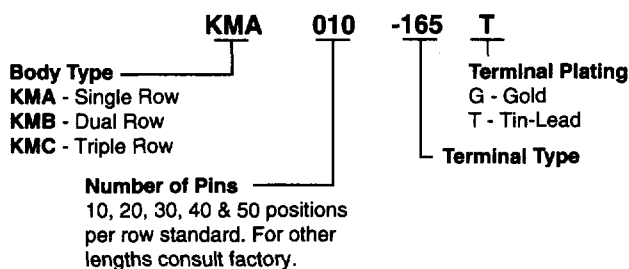 KMA 010 -165 T
Body Type
KMA - Single Row
KMB - Dual Row
KMC - Triple Row
Terminal Plating
G - Gold
T - Tin-Lead
Terminal Type
Number of Pins
10, 20, 30, 40 & 50 positions
per row standard. For other
lengths consult factory.